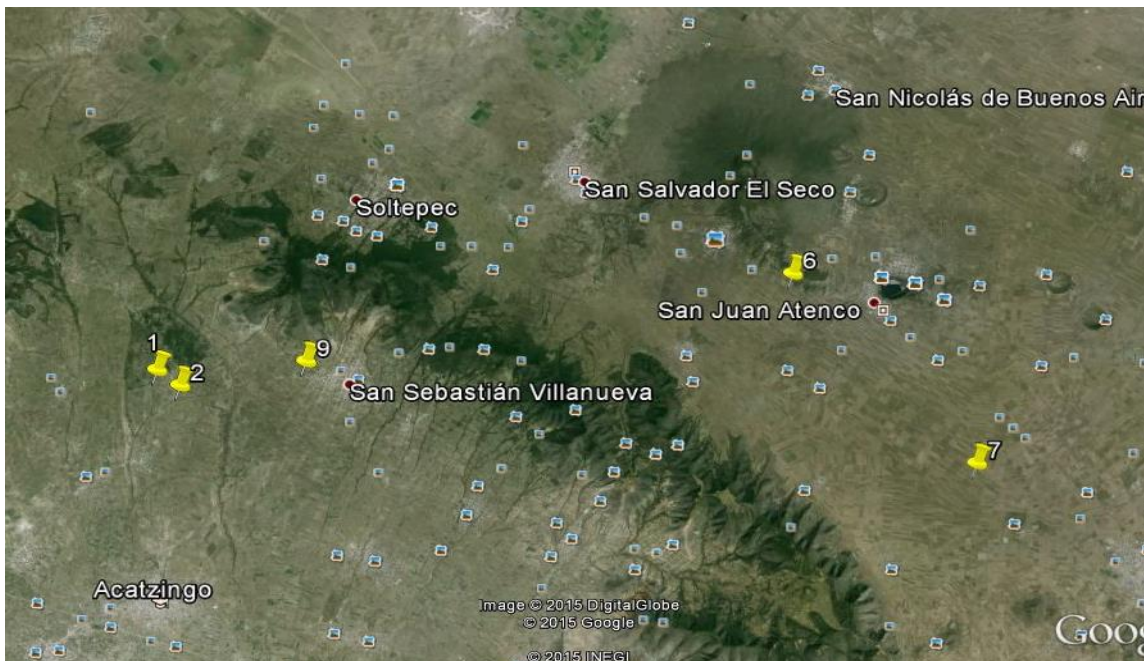 San Nicolás de Buenos Air
San Salvador El Seco
Soltepec
6
San Juan Atenco
1
2
9
San Sebastián Villanueva
7
Acatzingo
Image © 2015 DigitalGlobe
© 2015 Google
© 2015 INEGI
Goog